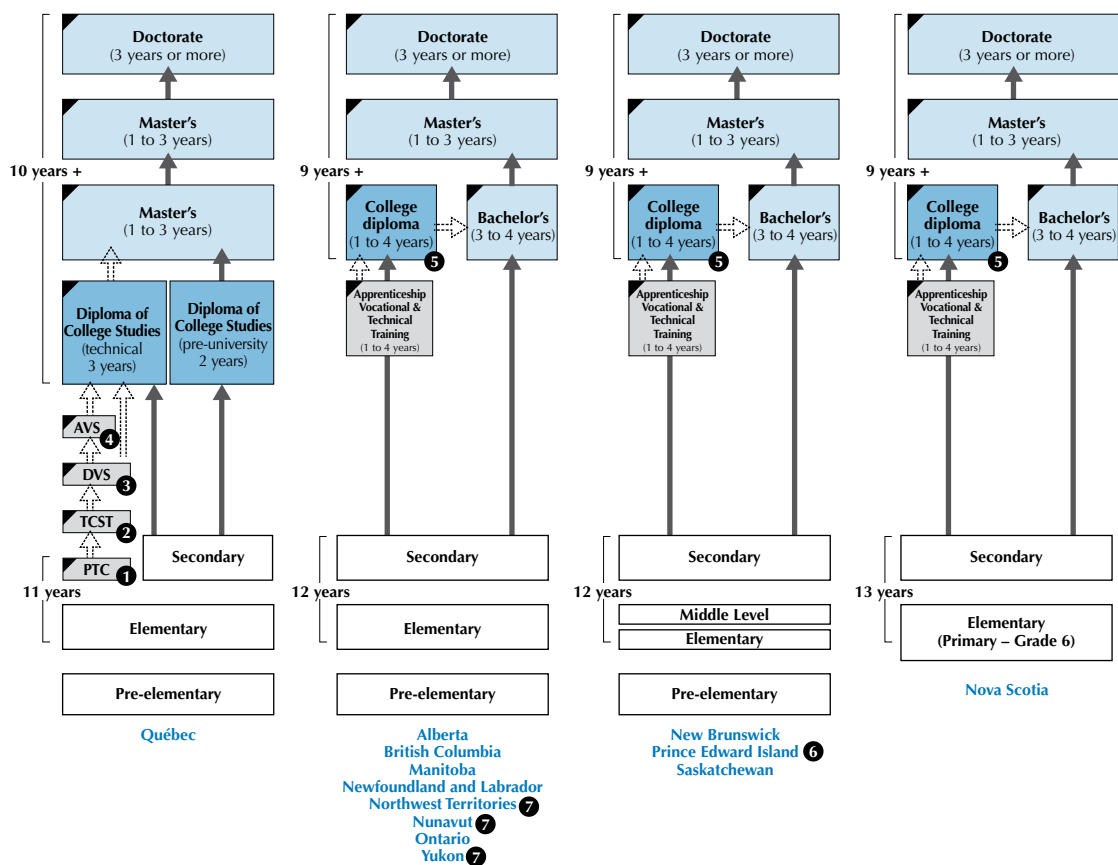 Doctorate
(3 years or more)
Master's
(1 to 3 years)
10 years +
Master's
(1 to 3 years)
Diploma of
College Studies
(technical
3 years)
Diploma of
College Studies
(pre-university
2 years)
AVS
4
DVS
3
TCST
2
PTC
1
Secondary
11 years
Elementary
Pre-elementary
Québec
Doctorate
(3 years or more)
Master's
(1 to 3 years)
9 years +
College
diploma
(1 to 4 years)
5
Bachelor's
(3 to 4 years)
Apprenticeship
Vocational &
Technical
Training
(1 to 4 years)
Secondary
12 years
Elementary
Pre-elementary
Alberta
British Columbia
Manitoba
Newfoundland and Labrador
Northwest Territories 7
Nunavut 7
Ontario
Yukon 7
Doctorate
(3 years or more)
Master's
(1 to 3 years)
9 years +
College
diploma
(1 to 4 years)
5
Bachelor's
(3 to 4 years)
Apprenticeship
Vocational &
Technical
Training
(1 to 4 years)
Secondary
12 years
Middle Level
Elementary
Pre-elementary
New Brunswick
Prince Edward Island 6
Saskatchewan
Doctorate
(3 years or more)
Master's
(1 to 3 years)
9 years +
College
diploma
(1 to 4 years)
5
Bachelor's
(3 to 4 years)
Apprenticeship
Vocational &
Technical
Training
(1 to 4 years)
Secondary
13 years
Elementary
(Primary – Grade 6)
Nova Scotia